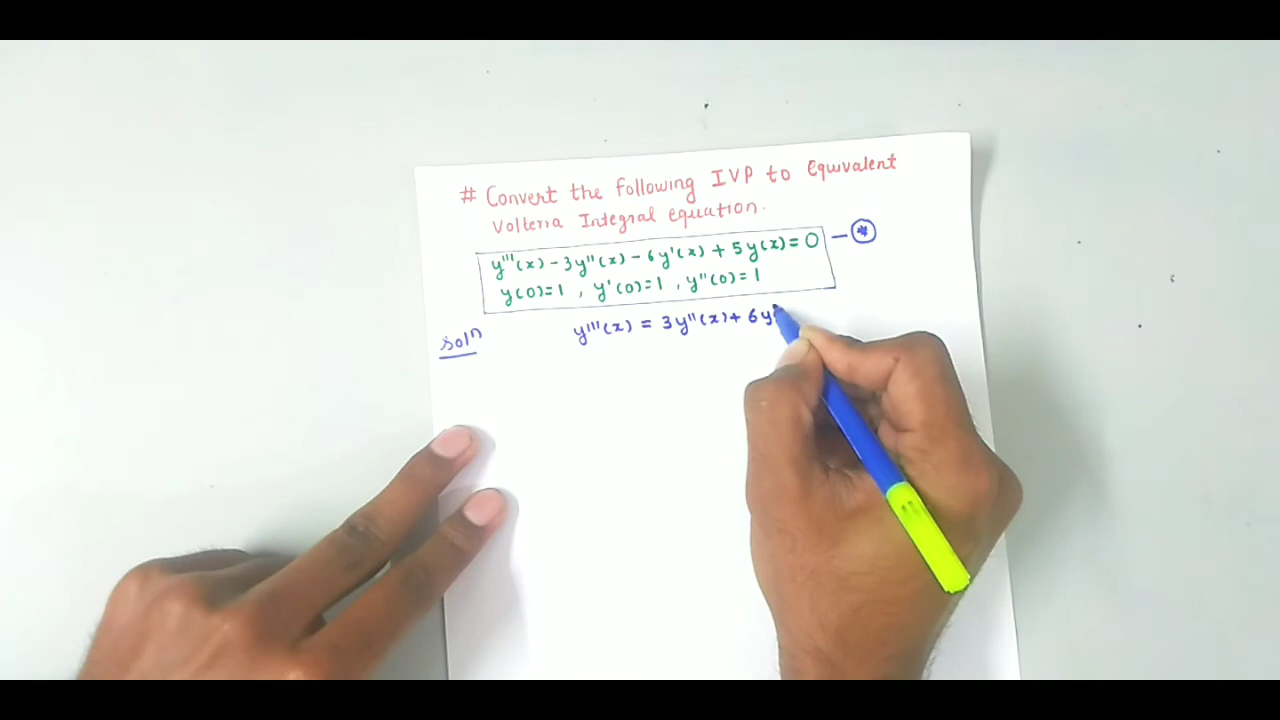 # Convert the following IVP to Equivalent
Volterra Integral equation.
y'''(x) - 3y''(x) - 6y'(x) + 5y(x) = 0 — *
y(0)=1 , y'(0)=1 , y''(0)=1
Solⁿ y'''(x) = 3y''(x) + 6y